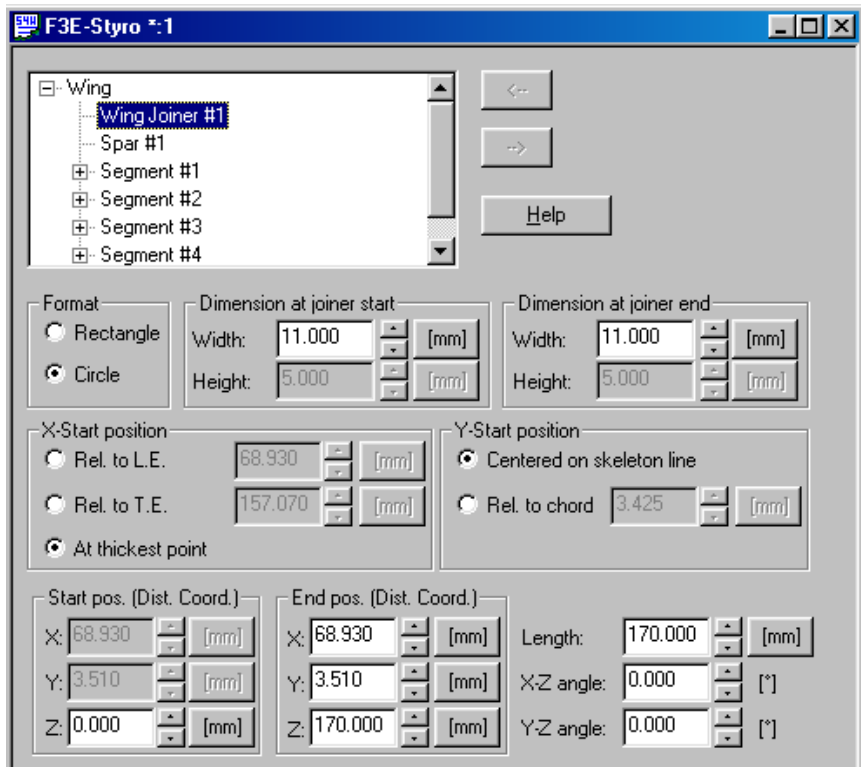 F3E-Styro *:1
Wing
Wing Joiner #1
Spar #1
Segment #1
Segment #2
Segment #3
Segment #4
<--
-->
Help
Format
Rectangle
Circle
Dimension at joiner start
Width: 11.000 [mm]
Height: 5.000 [mm]
Dimension at joiner end
Width: 11.000 [mm]
Height: 5.000 [mm]
X-Start position
Rel. to L.E. 68.930 [mm]
Rel. to T.E. 157.070 [mm]
At thickest point
Y-Start position
Centered on skeleton line
Rel. to chord 3.425 [mm]
Start pos. (Dist. Coord.)
X: 68.930 [mm]
Y: 3.510 [mm]
Z: 0.000 [mm]
End pos. (Dist. Coord.)
X: 68.930 [mm]
Y: 3.510 [mm]
Z: 170.000 [mm]
Length: 170.000 [mm]
X-Z angle: 0.000 [°]
Y-Z angle: 0.000 [°]